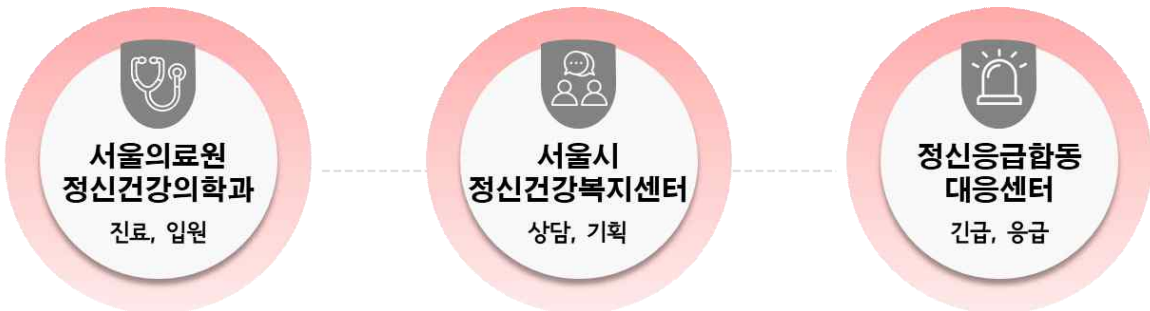 서울의료원
정신건강의학과
진료, 입원
서울시
정신건강복지센터
상담, 기획
정신응급합동
대응센터
긴급, 응급